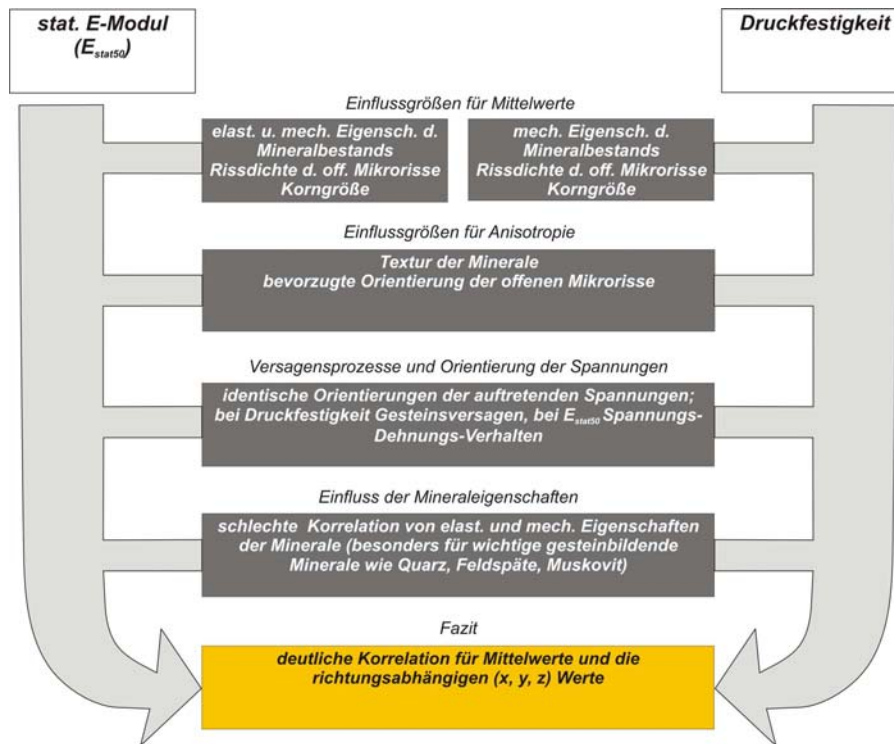 stat. E-Modul
(Estat50)
Druckfestigkeit
Einflussgrößen für Mittelwerte
elast. u. mech. Eigensch. d.
Mineralbestands
Rissdichte d. off. Mikrorisse
Korngröße
mech. Eigensch. d.
Mineralbestands
Rissdichte d. off. Mikrorisse
Korngröße
Einflussgrößen für Anisotropie
Textur der Minerale
bevorzugte Orientierung der offenen Mikrorisse
Versagensprozesse und Orientierung der Spannungen
identische Orientierungen der auftretenden Spannungen;
bei Druckfestigkeit Gesteinsversagen, bei Estat50 Spannungs-
Dehnungs-Verhalten
Einfluss der Mineraleigenschaften
schlechte Korrelation von elast. und mech. Eigenschaften
der Minerale (besonders für wichtige gesteinbildende
Minerale wie Quarz, Feldspäte, Muskovit)
Fazit
deutliche Korrelation für Mittelwerte und die
richtungsabhängigen (x, y, z) Werte